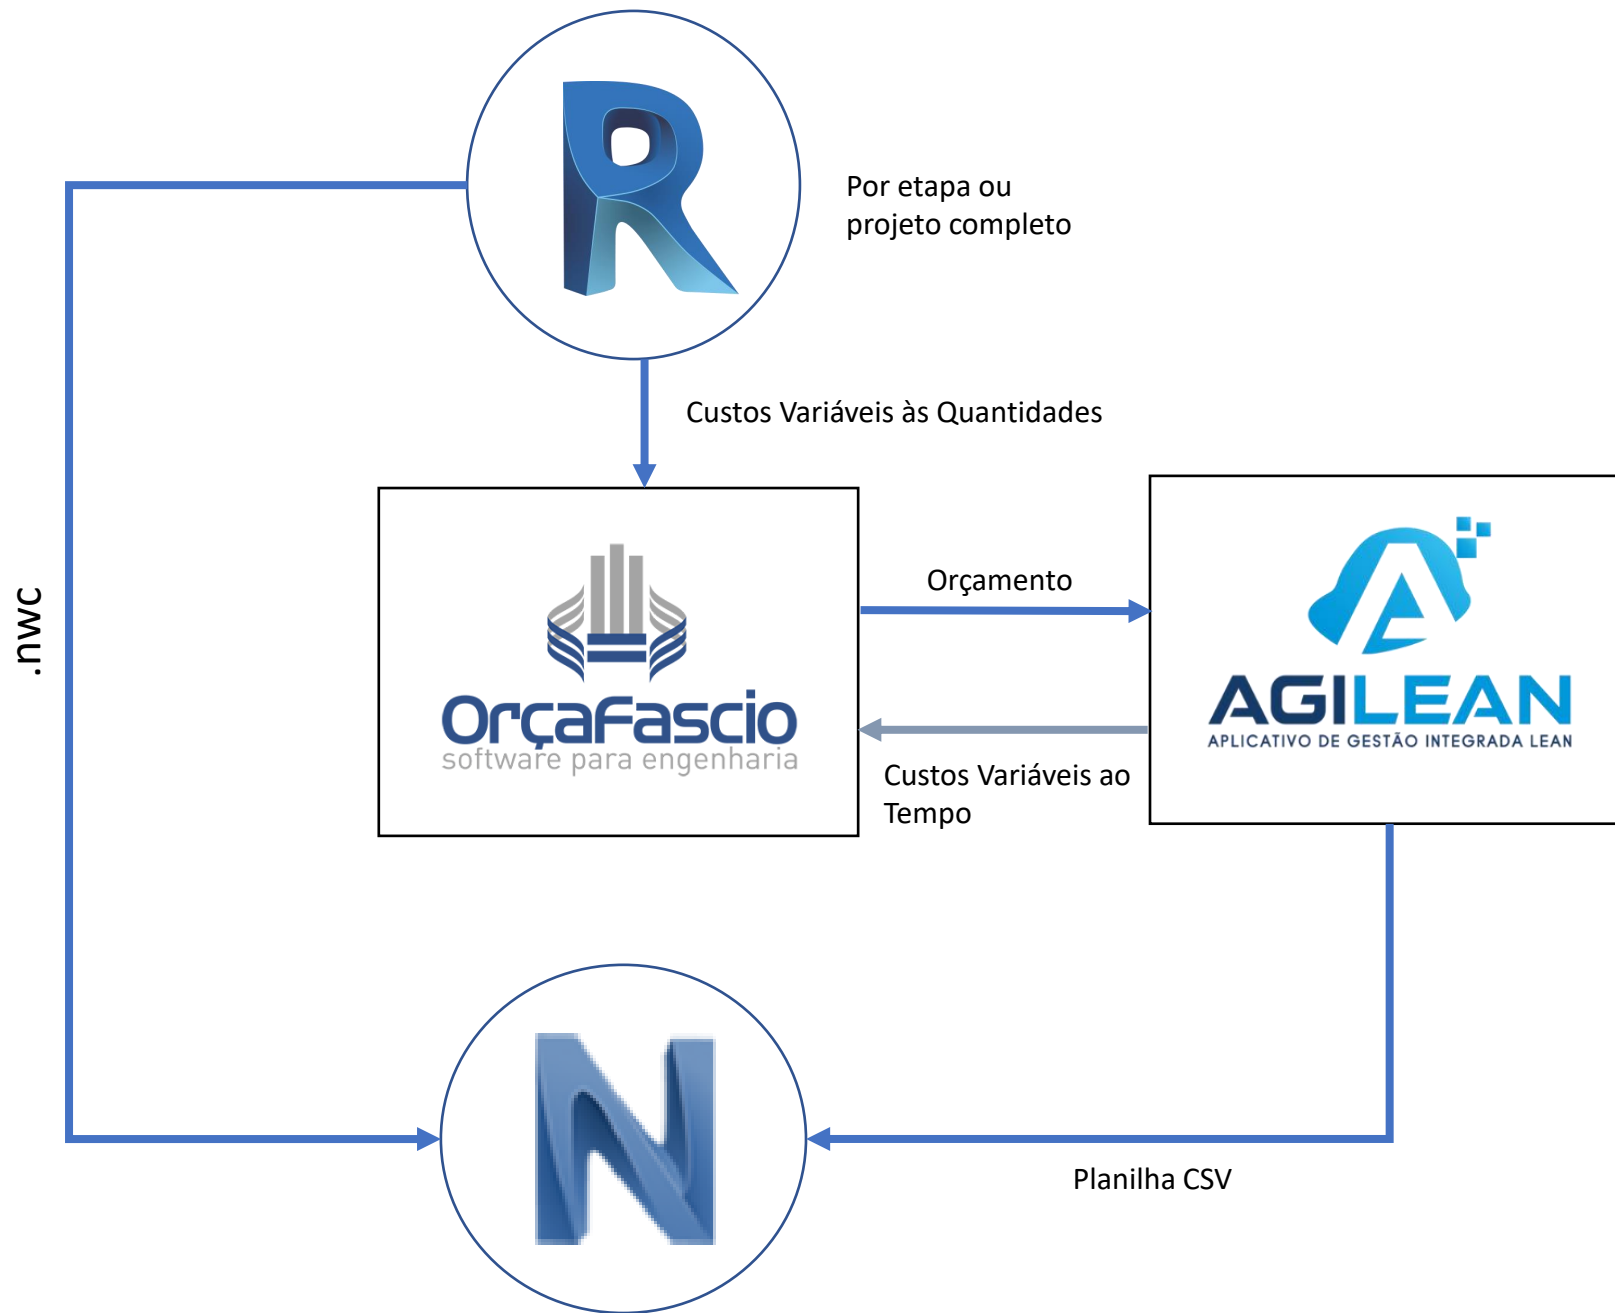 Por etapa ou
projeto completo
Custos Variáveis às Quantidades
.nwc
Orçamento
OrçaFascio
software para engenharia
AGILEAN
APLICATIVO DE GESTÃO INTEGRADA LEAN
Custos Variáveis ao
Tempo
Planilha CSV